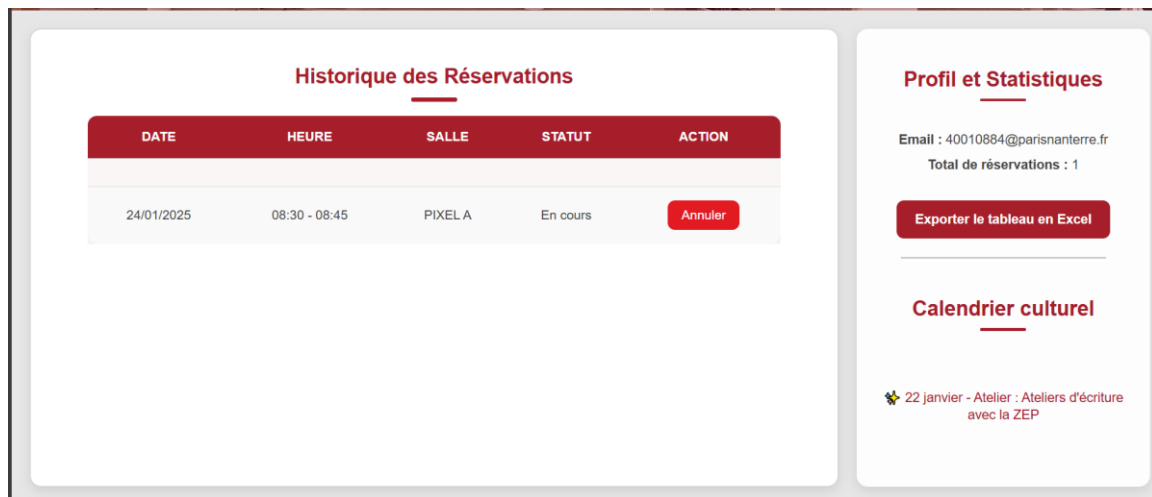 Historique des Réservations
DATE HEURE SALLE STATUT ACTION
24/01/2025 08:30 - 08:45 PIXEL A En cours Annuler
Profil et Statistiques
Email : 40010884@parisnanterre.fr
Total de réservations : 1
Exporter le tableau en Excel
Calendrier culturel
22 janvier - Atelier : Ateliers d'écriture
avec la ZEP